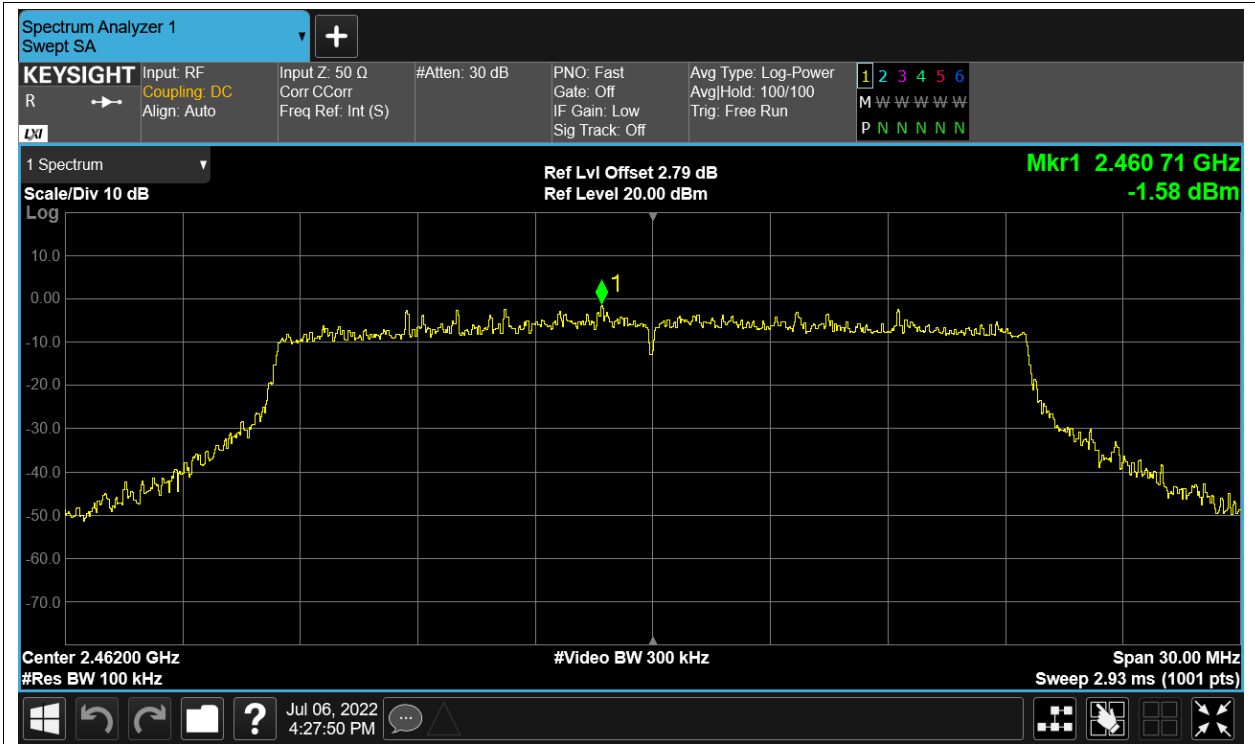 Spectrum Analyzer 1
Swept SA
KEYSIGHT
R
LXI
Input: RF
Coupling: DC
Align: Auto
Input Z: 50 Ω
Corr CCorr
Freq Ref: Int (S)
#Atten: 30 dB
PNO: Fast
Gate: Off
IF Gain: Low
Sig Track: Off
Avg Type: Log-Power
Avg|Hold: 100/100
Trig: Free Run
1 2 3 4 5 6
M W W W W W
P N N N N N
1 Spectrum
Scale/Div 10 dB
Ref Lvl Offset 2.79 dB
Ref Level 20.00 dBm
Mkr1 2.460 71 GHz
-1.58 dBm
Log
10.0
0.00
-10.0
-20.0
-30.0
-40.0
-50.0
-60.0
-70.0
1
Center 2.46200 GHz
#Video BW 300 kHz
Span 30.00 MHz
#Res BW 100 kHz
Sweep 2.93 ms (1001 pts)
?
Jul 06, 2022
4:27:50 PM